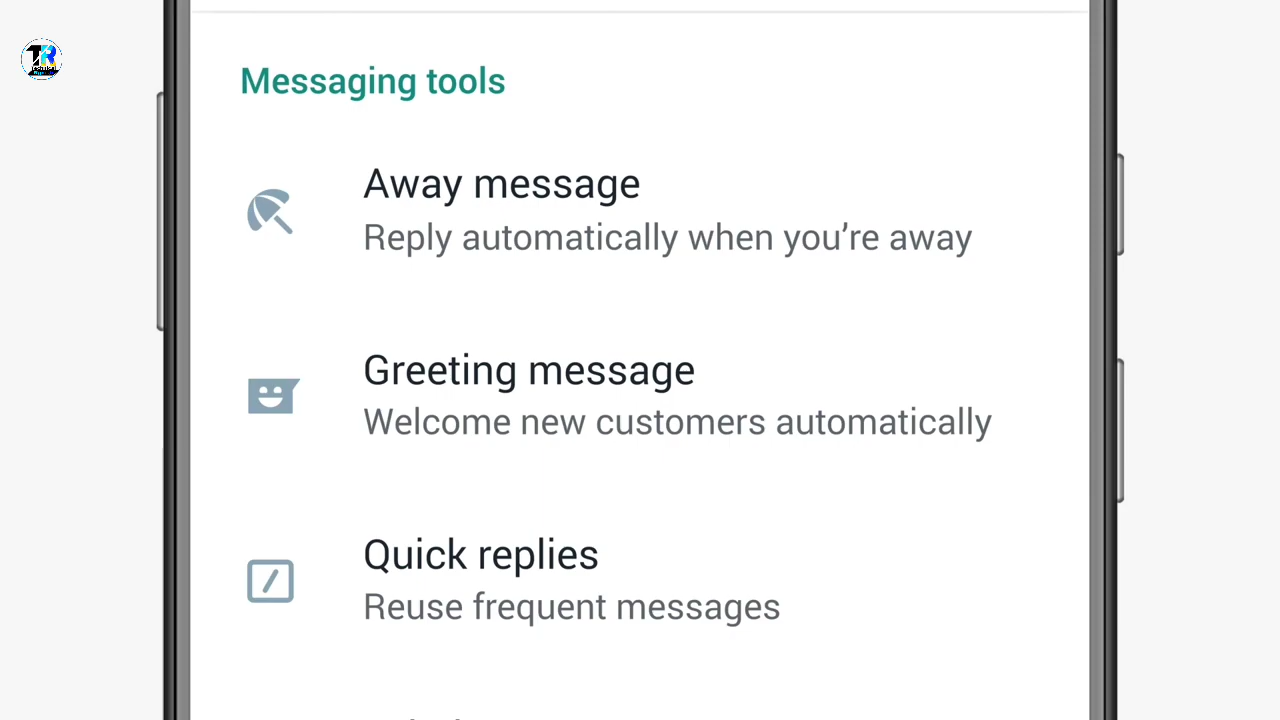 Messaging tools
Away message
Reply automatically when you’re away
Greeting message
Welcome new customers automatically
Quick replies
Reuse frequent messages